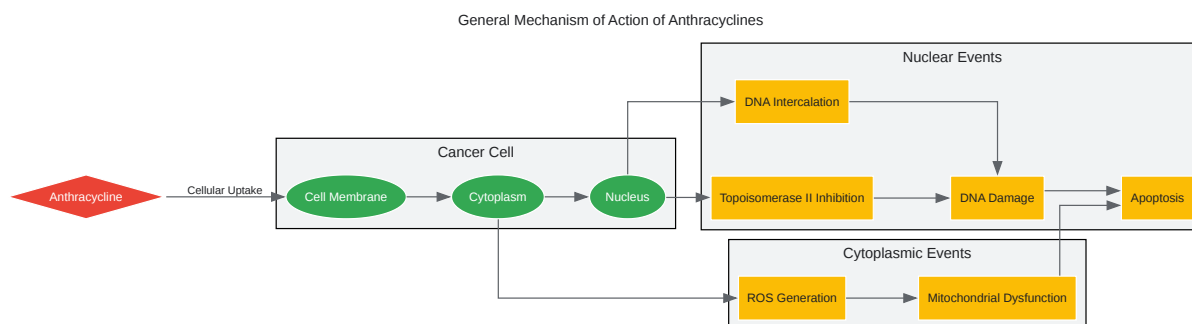 General Mechanism of Action of Anthracyclines
Nuclear Events
DNA Intercalation
Cancer Cell
Anthracycline
Cellular Uptake
Cell Membrane
Cytoplasm
Nucleus
Topoisomerase II Inhibition
DNA Damage
Apoptosis
Cytoplasmic Events
ROS Generation
Mitochondrial Dysfunction